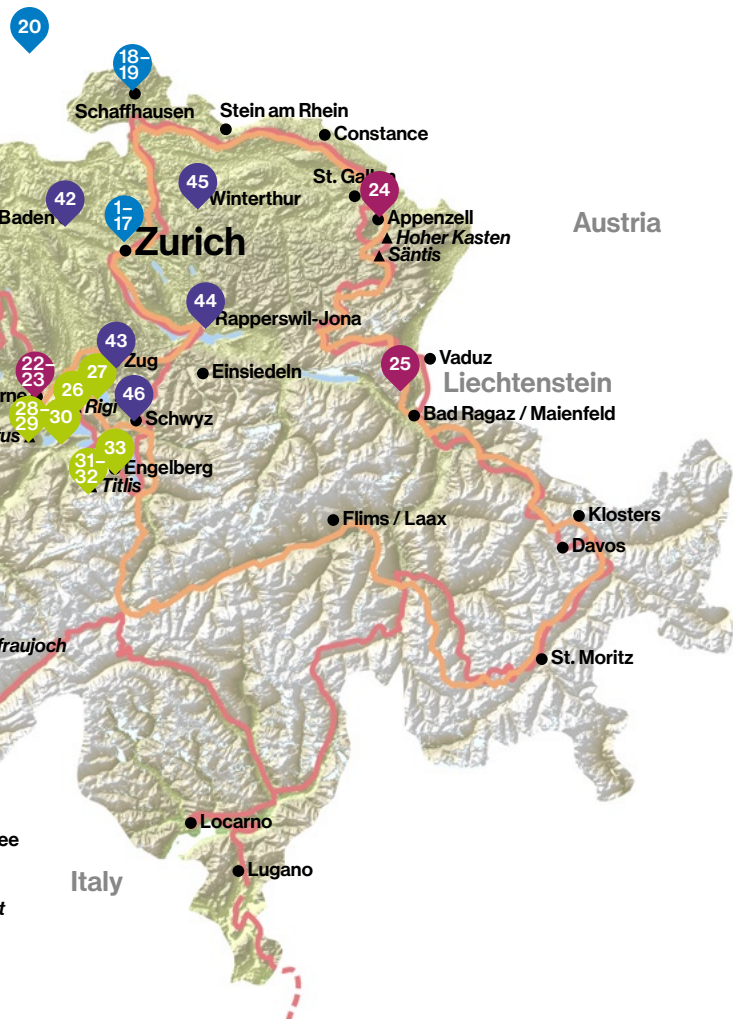 20
18–
19
Schaffhausen
Stein am Rhein
Constance
St. Gallen
24
42
45
Winterthur
Baden
1–
17
Appenzell
Hoher Kasten
Säntis
Austria
Zurich
44
Rapperswil-Jona
43
Zug
22–
23
27
25
Vaduz
Einsiedeln
Liechtenstein
26
46
Rigi
28–
29
30
Schwyz
Bad Ragaz / Maienfeld
33
31–
32
Engelberg
Titlis
Flims / Laax
Klosters
Davos
fraujoch
St. Moritz
Locarno
ee
Lugano
Italy
t